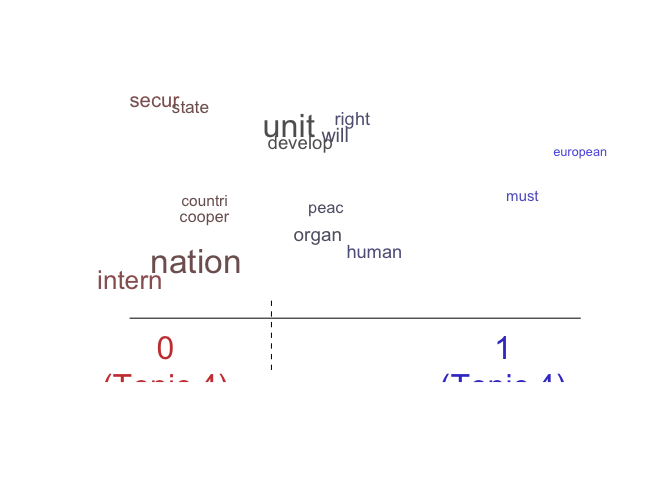 secur
state
unit
right
will
develop
european
must
countri
peac
cooper
organ
human
nation
intern
0
1
(Topic 4)
(Topic 4)